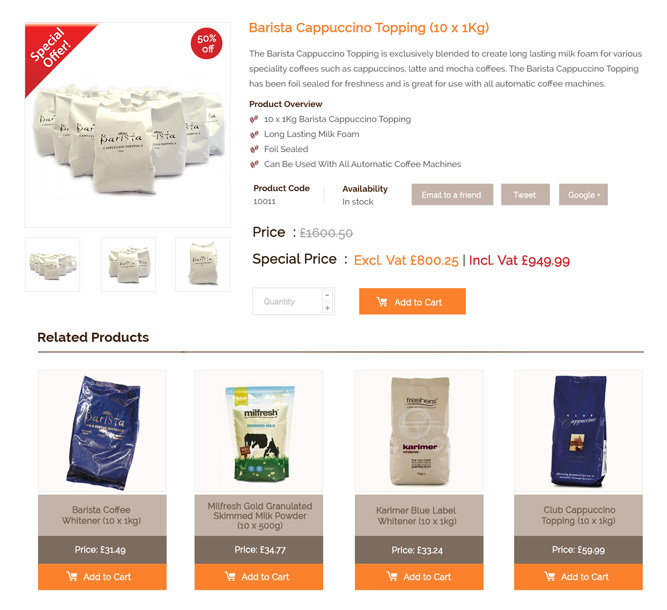 Special
Offer!
50%
off
Barista
CAPPUCCINO TOPPING
Barista Cappuccino Topping (10 x 1Kg)
The Barista Cappuccino Topping is exclusively blended to create long lasting milk foam for various
speciality coffees such as cappuccinos, latte and mocha coffees. The Barista Cappuccino Topping
has been foil sealed for freshness and is great for use with all automatic coffee machines.
Product Overview
10 x 1Kg Barista Cappuccino Topping
Long Lasting Milk Foam
Foil Sealed
Can Be Used With All Automatic Coffee Machines
Product Code
10011
Availability
In stock
Email to a friend
Tweet
Google +
Price : £1600.50
Special Price : Excl. Vat £800.25 | Incl. Vat £949.99
Quantity
-
+
Add to Cart
Related Products
Barista
milfresh
SKIMMED MILK
freshers
karimer
whitener
perfection
CLUB
cappuccino
Barista Coffee
Whitener (10 x 1kg)
Price: £31.49
Add to Cart
Milfresh Gold Granulated
Skimmed Milk Powder
(10 x 500g)
Price: £34.77
Add to Cart
Karimer Blue Label
Whitener (10 x 1kg)
Price: £33.24
Add to Cart
Club Cappuccino
Topping (10 x 1kg)
Price: £59.99
Add to Cart